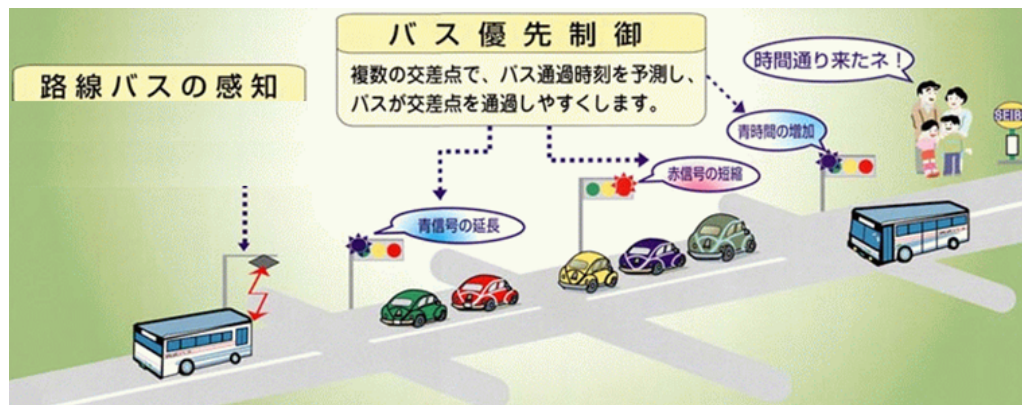 バス優先制御
複数の交差点で、バス通過時刻を予測し、
バスが交差点を通過しやすくします。
路線バスの感知
時間通り来たネ！
青時間の増加
赤信号の短縮
青信号の延長
SEIB